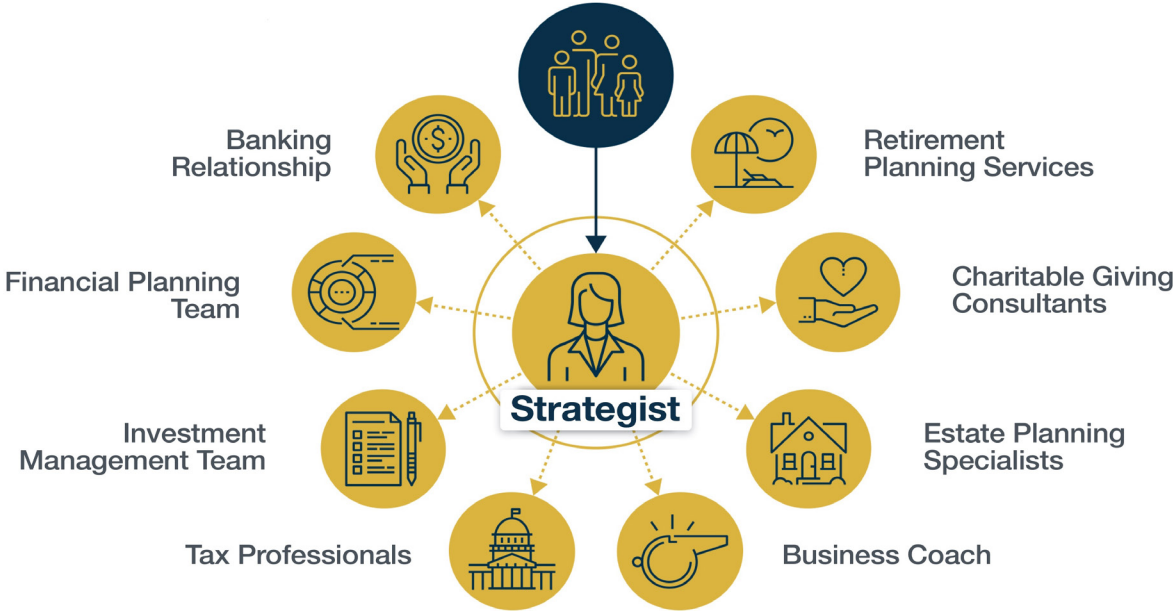 Banking
Relationship
Retirement
Planning Services
Financial Planning
Team
Charitable Giving
Consultants
Strategist
Investment
Management Team
Estate Planning
Specialists
Tax Professionals
Business Coach